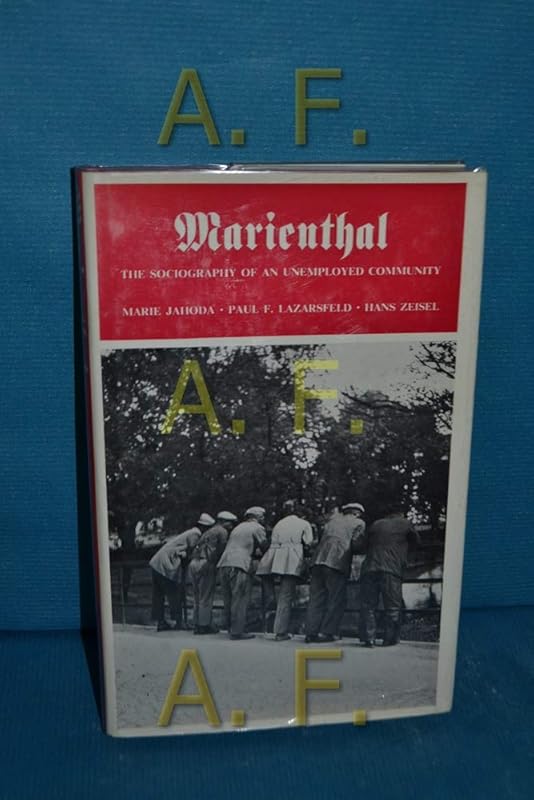 A. F.
Marienthal
THE SOCIOGRAPHY OF AN UNEMPLOYED COMMUNITY
MARIE JAHODA · PAUL F. LAZARSFELD · HANS ZEISEL
A. F.
A. F.